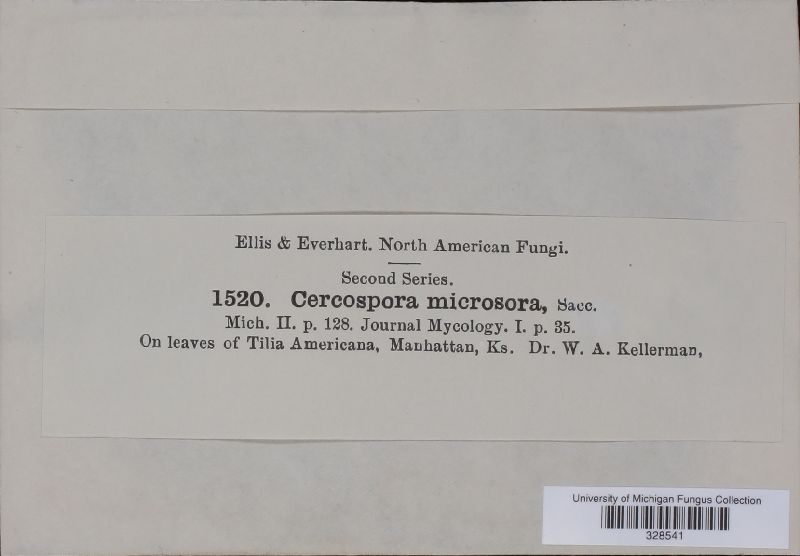 Ellis & Everhart. North American Fungi.
Second Series.
1520. Cercospora microsora, Sacc.
Mich. II. p. 128. Journal Mycology. I. p. 35.
On leaves of Tilia Americana, Manhattan, Ks. Dr. W. A. Kellerman,
University of Michigan Fungus Collection
328541